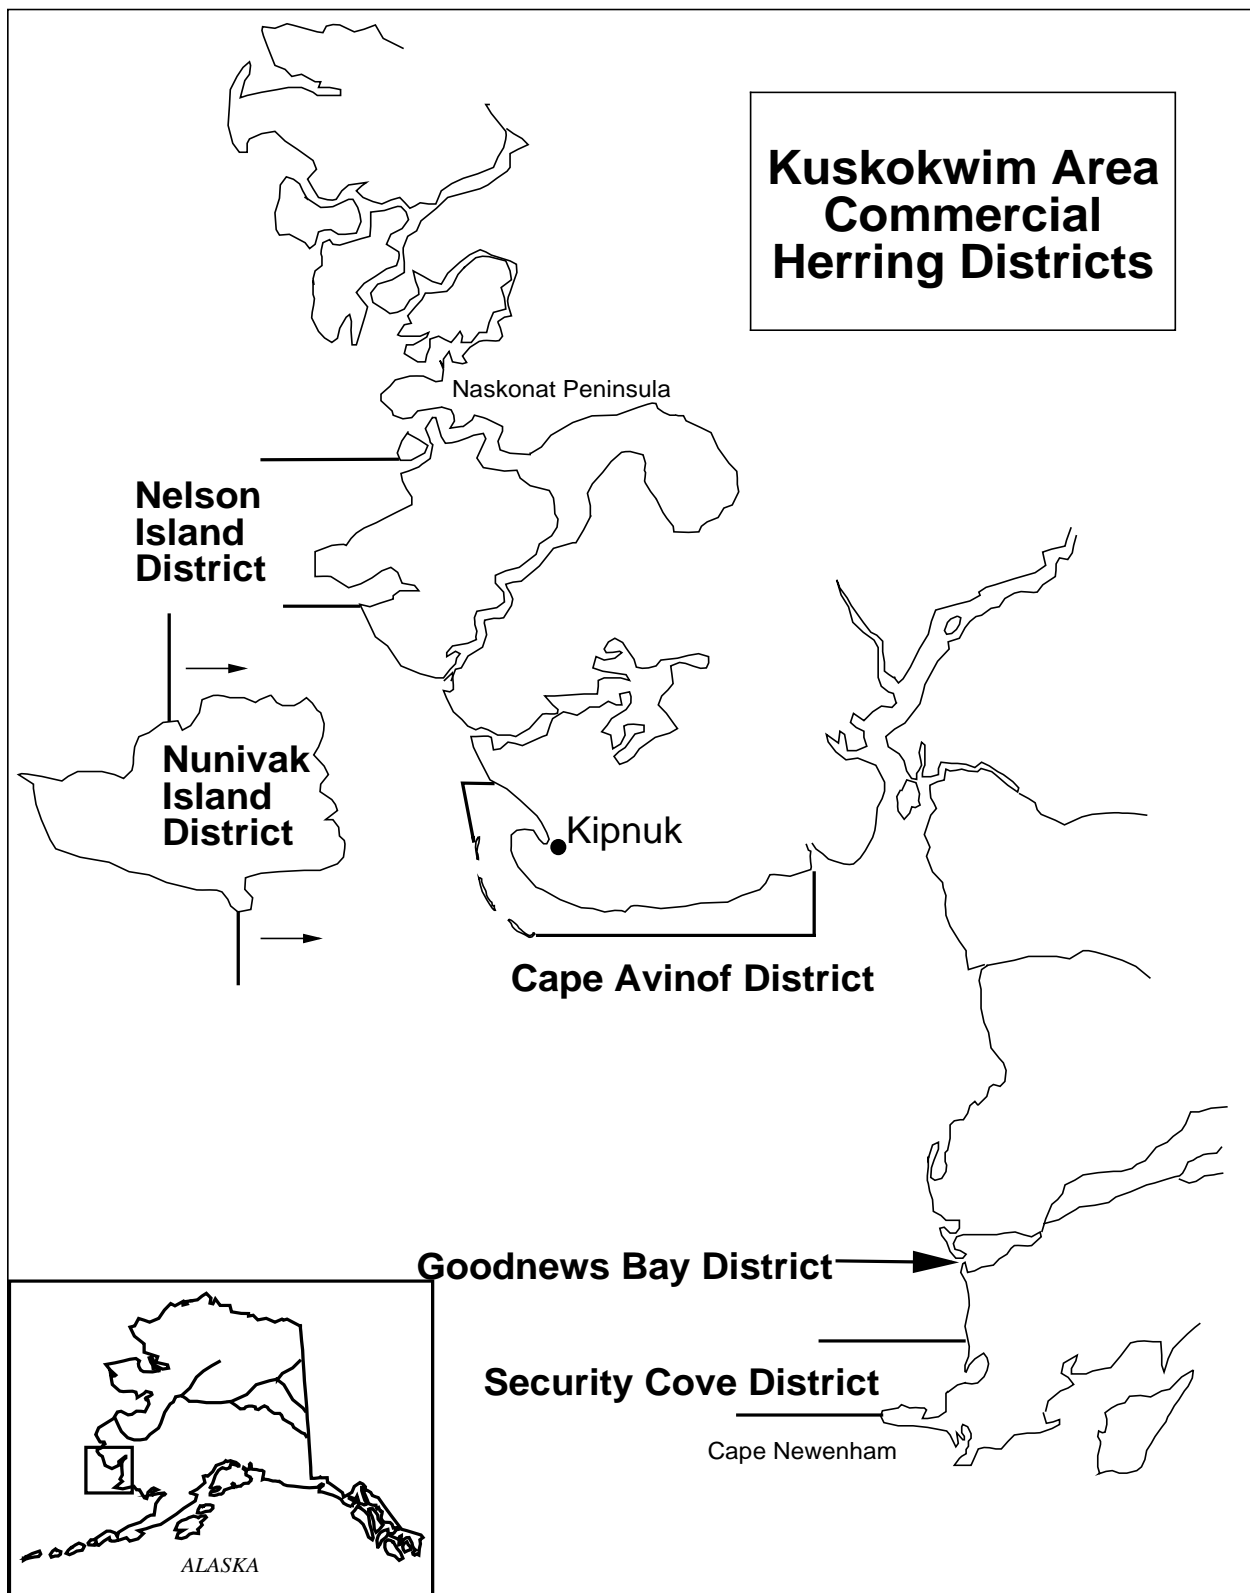 Kuskokwim Area
Commercial
Herring Districts
Naskonat Peninsula
Nelson
Island
District
Nunivak
Island
District
Kipnuk
Cape Avinof District
Goodnews Bay District
Security Cove District
Cape Newenham
ALASKA